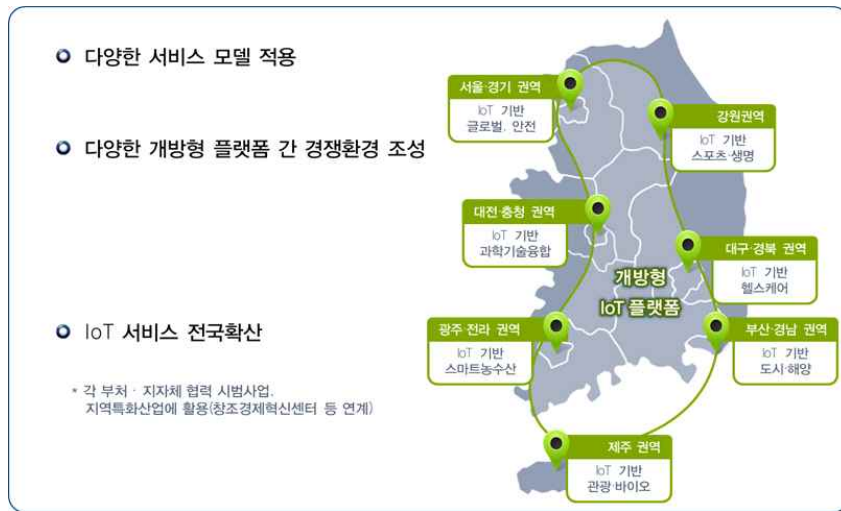 다양한 서비스 모델 적용
다양한 개방형 플랫폼 간 경쟁환경 조성
IoT 서비스 전국확산
* 각 부처 · 지자체 협력 시범사업.
지역특화산업에 활용(창조경제혁신센터 등 연계)
서울·경기 권역
IoT 기반
글로벌. 안전
강원권역
IoT 기반
스포츠·생명
대전·충청 권역
IoT 기반
과학기술융합
대구·경북 권역
IoT 기반
헬스케어
개방형
IoT 플랫폼
광주·전라 권역
IoT 기반
스마트농수산
부산·경남 권역
IoT 기반
도시·해양
제주 권역
IoT 기반
관광·바이오